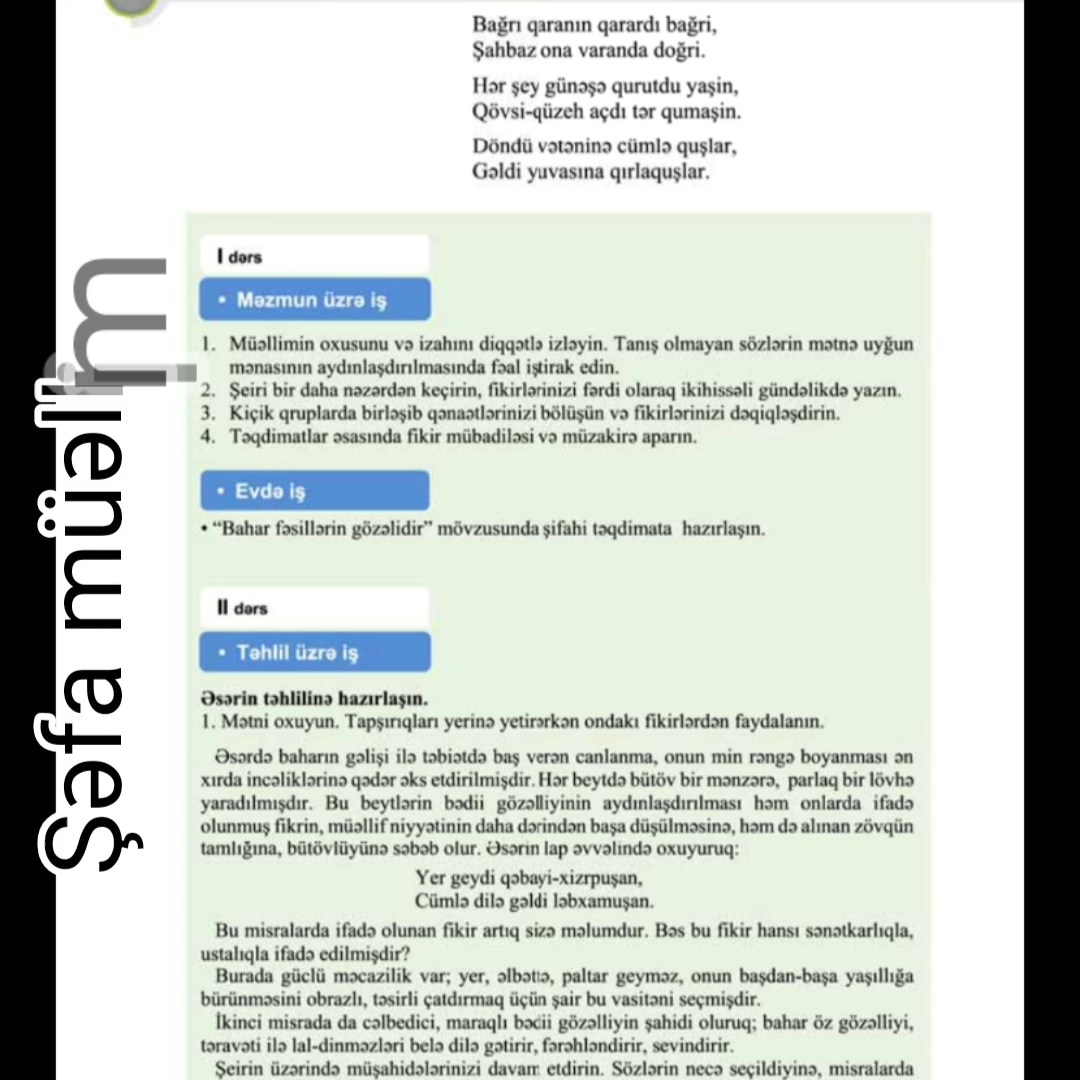 Bağrı qaranın qarardı bağri,
Şahbaz ona varanda doğri.
Hər şey günəşə qurutdu yaşin,
Qövsi-qüzeh açdı tər qumaşin.
Döndü vətəninə cümlə quşlar,
Gəldi yuvasına qırlaquşlar.
I dərs
• Məzmun üzrə iş
1. Müəllimin oxusunu və izahını diqqətlə izləyin. Tanış olmayan sözlərin mətnə uyğun
mənasının aydınlaşdırılmasında fəal iştirak edin.
2. Şeiri bir daha nəzərdən keçirin, fikirlərinizi fərdi olaraq ikihissəli gündəlikdə yazın.
3. Kiçik qruplarda birləşib qənaətlərinizi bölüşün və fikirlərinizi dəqiqləşdirin.
4. Təqdimatlar əsasında fikir mübadiləsi və müzakirə aparın.
• Evdə iş
• “Bahar fəsillərin gözəlidir” mövzusunda şifahi təqdimata hazırlaşın.
II dərs
• Təhlil üzrə iş
Əsərin təhlilinə hazırlaşın.
1. Mətni oxuyun. Tapşırıqları yerinə yetirərkən ondakı fikirlərdən faydalanın.
Əsərdə baharın gəlişi ilə təbiətdə baş verən canlanma, onun min rəngə boyanması ən
xırda incəliklərinə qədər əks etdirilmişdir. Hər beytdə bütöv bir mənzərə, parlaq bir lövhə
yaradılmışdır. Bu beytlərin bədii gözəlliyinin aydınlaşdırılması həm onlarda ifadə
olunmuş fikrin, müəllif niyyətinin daha dərindən başa düşülməsinə, həm də alınan zövqün
tamlığına, bütövlüyünə səbəb olur. Əsərin lap əvvəlində oxuyuruq:
Yer geydi qəbayi-xizrpuşan,
Cümlə dilə gəldi ləbxamuşan.
Bu misralarda ifadə olunan fikir artıq sizə məlumdur. Bəs bu fikir hansı sənətkarlıqla,
ustalıqla ifadə edilmişdir?
Burada güclü məcazilik var; yer, əlbəttə, paltar geyməz, onun başdan-başa yaşıllığa
bürünməsini obrazlı, təsirli çatdırmaq üçün şair bu vasitəni seçmişdir.
İkinci misrada da cəlbedici, maraqlı bədii gözəlliyin şahidi oluruq; bahar öz gözəlliyi,
təravəti ilə lal-dinməzləri belə dilə gətirir, fərəhləndirir, sevindirir.
Şeirin üzərində müşahidələrinizi davam etdirin. Sözlərin necə seçildiyinə, misralarda
Şəfa müəllim